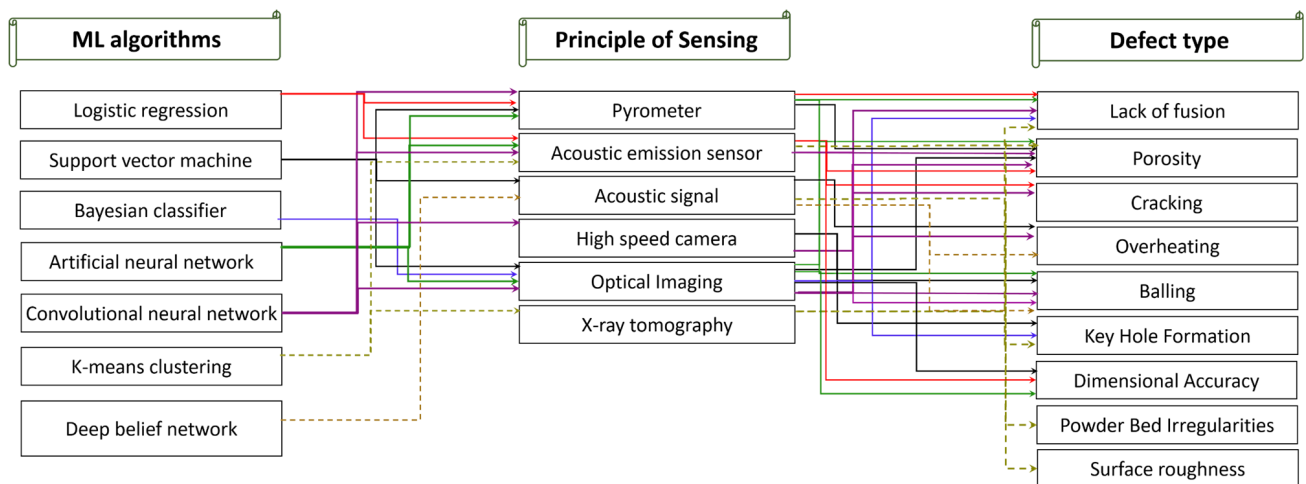 ML algorithms
Principle of Sensing
Defect type
Logistic regression
Support vector machine
Bayesian classifier
Artificial neural network
Convolutional neural network
K-means clustering
Deep belief network
Pyrometer
Acoustic emission sensor
Acoustic signal
High speed camera
Optical Imaging
X-ray tomography
Lack of fusion
Porosity
Cracking
Overheating
Balling
Key Hole Formation
Dimensional Accuracy
Powder Bed Irregularities
Surface roughness